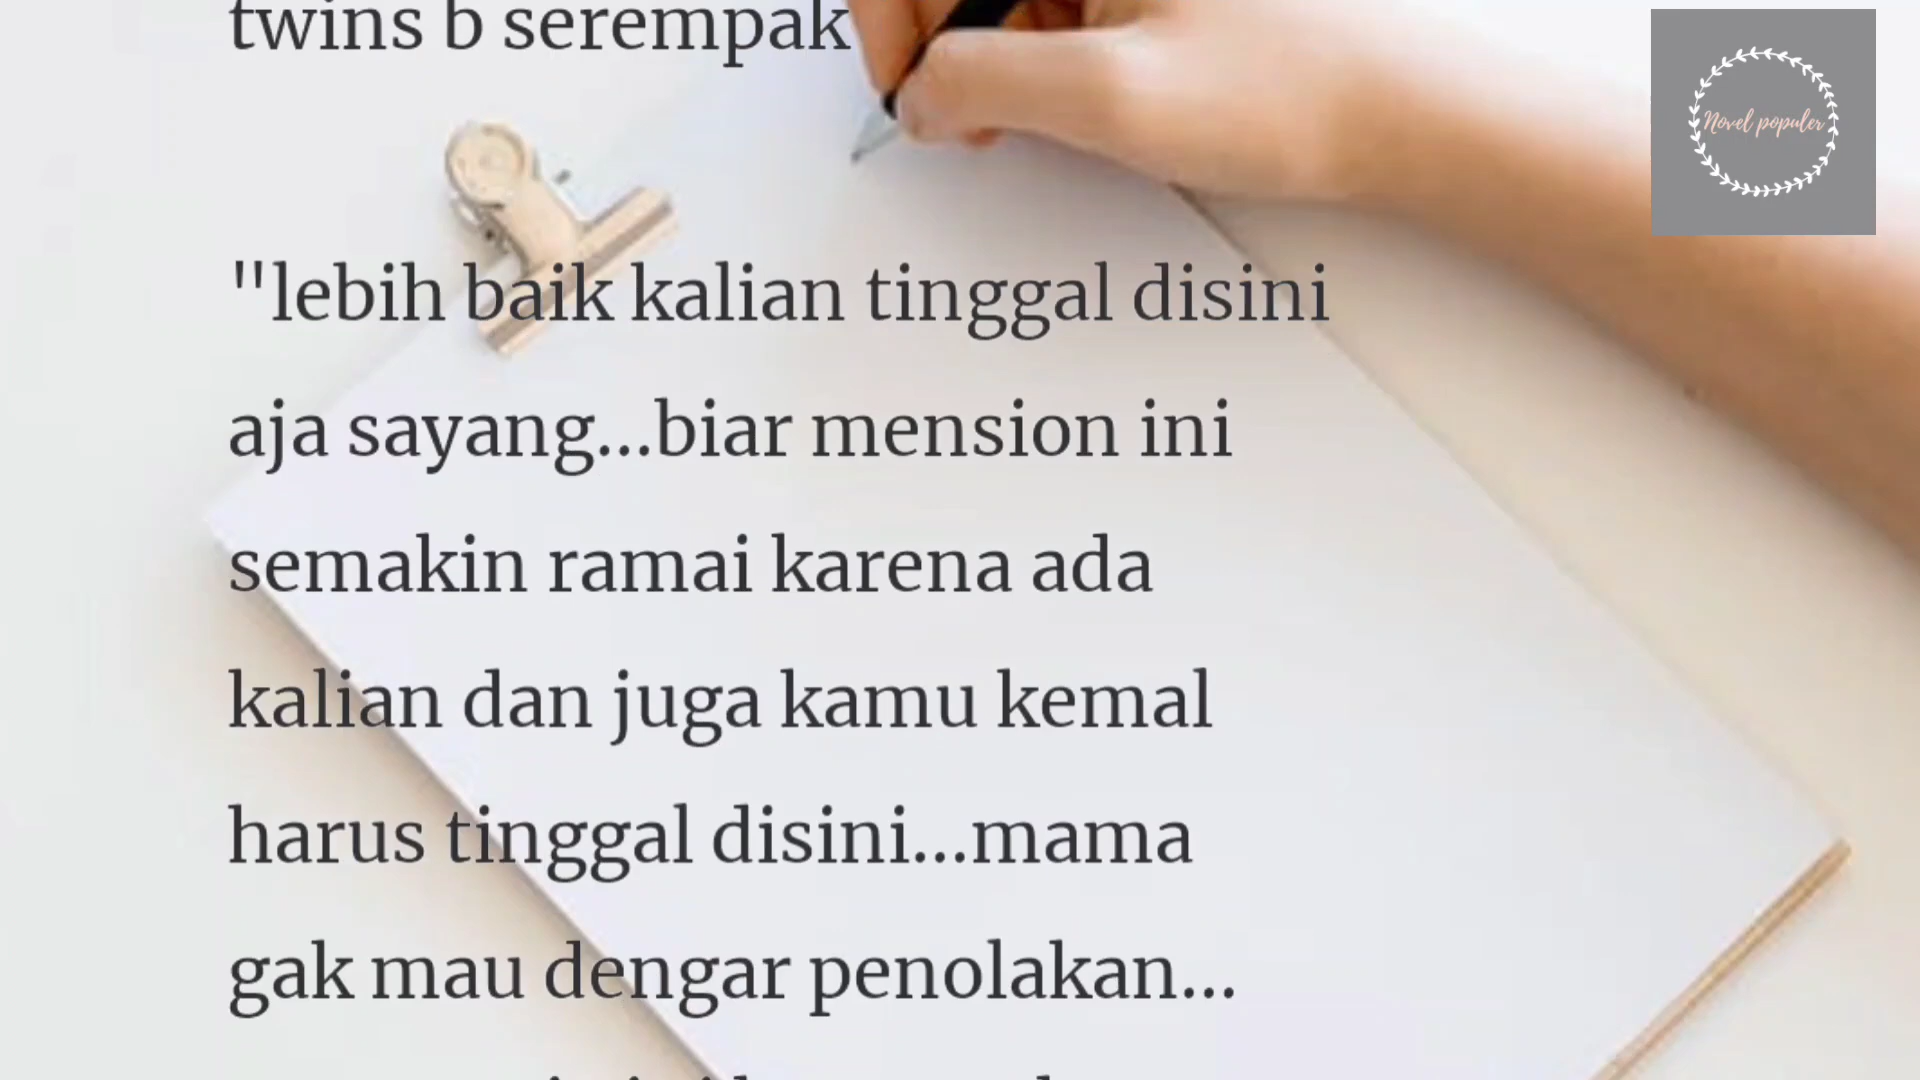 twins b serempak
Novel populer
"lebih baik kalian tinggal disini
aja sayang...biar mension ini
semakin ramai karena ada
kalian dan juga kamu kemal
harus tinggal disini...mama
gak mau dengar penolakan...